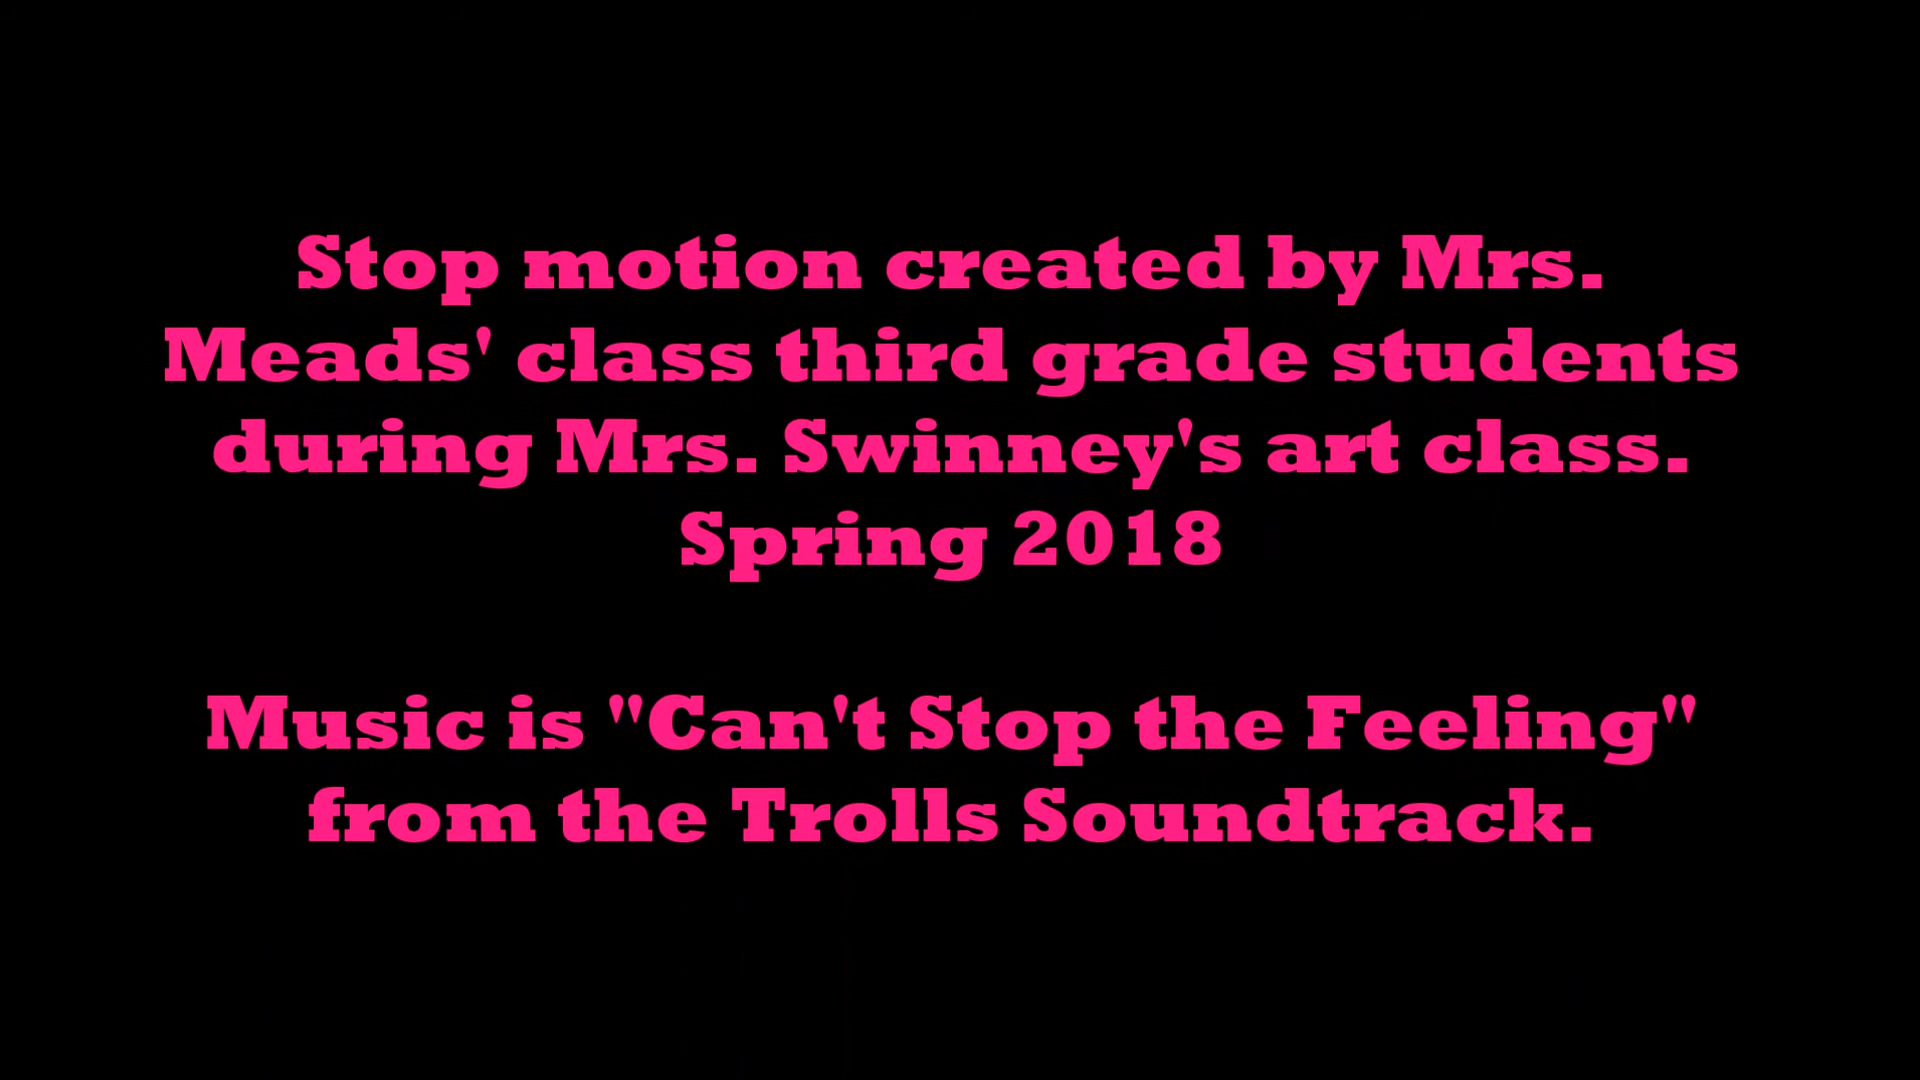 Stop motion created by Mrs.
Meads' class third grade students
during Mrs. Swinney's art class.
Spring 2018
Music is "Can't Stop the Feeling"
from the Trolls Soundtrack.